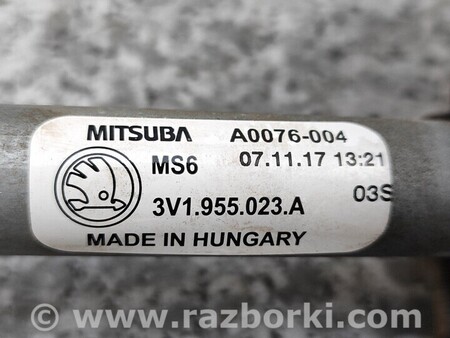 MITSUBA A0076-004
MS6 07.11.17 13:21
03S
3V1.955.023.A
MADE IN HUNGARY
© www.razborki.com